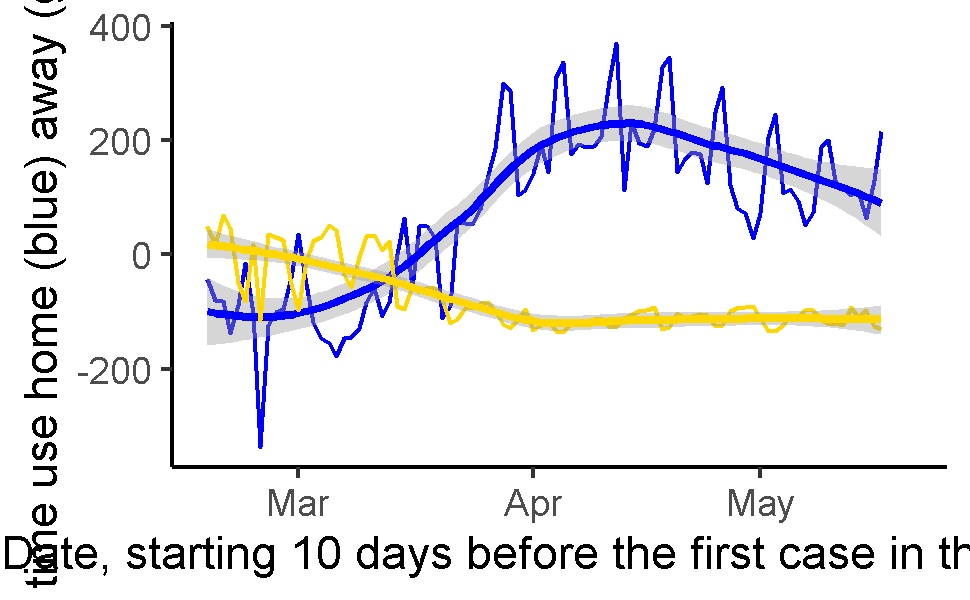 time use home (blue) away (
400
200
0
-200
Mar Apr May
Date, starting 10 days before the first case in th